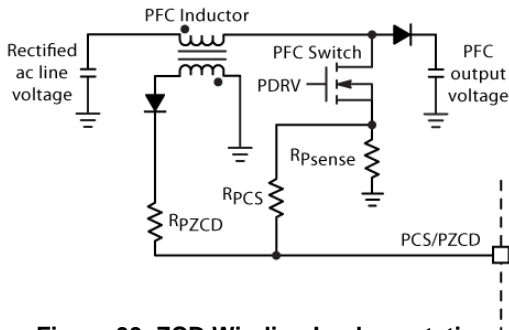 PFC Inductor
Rectified
ac line
voltage
PFC Switch
PDRV
PFC
output
voltage
RPsense
RPCS
RPZCD
PCS/PZCD